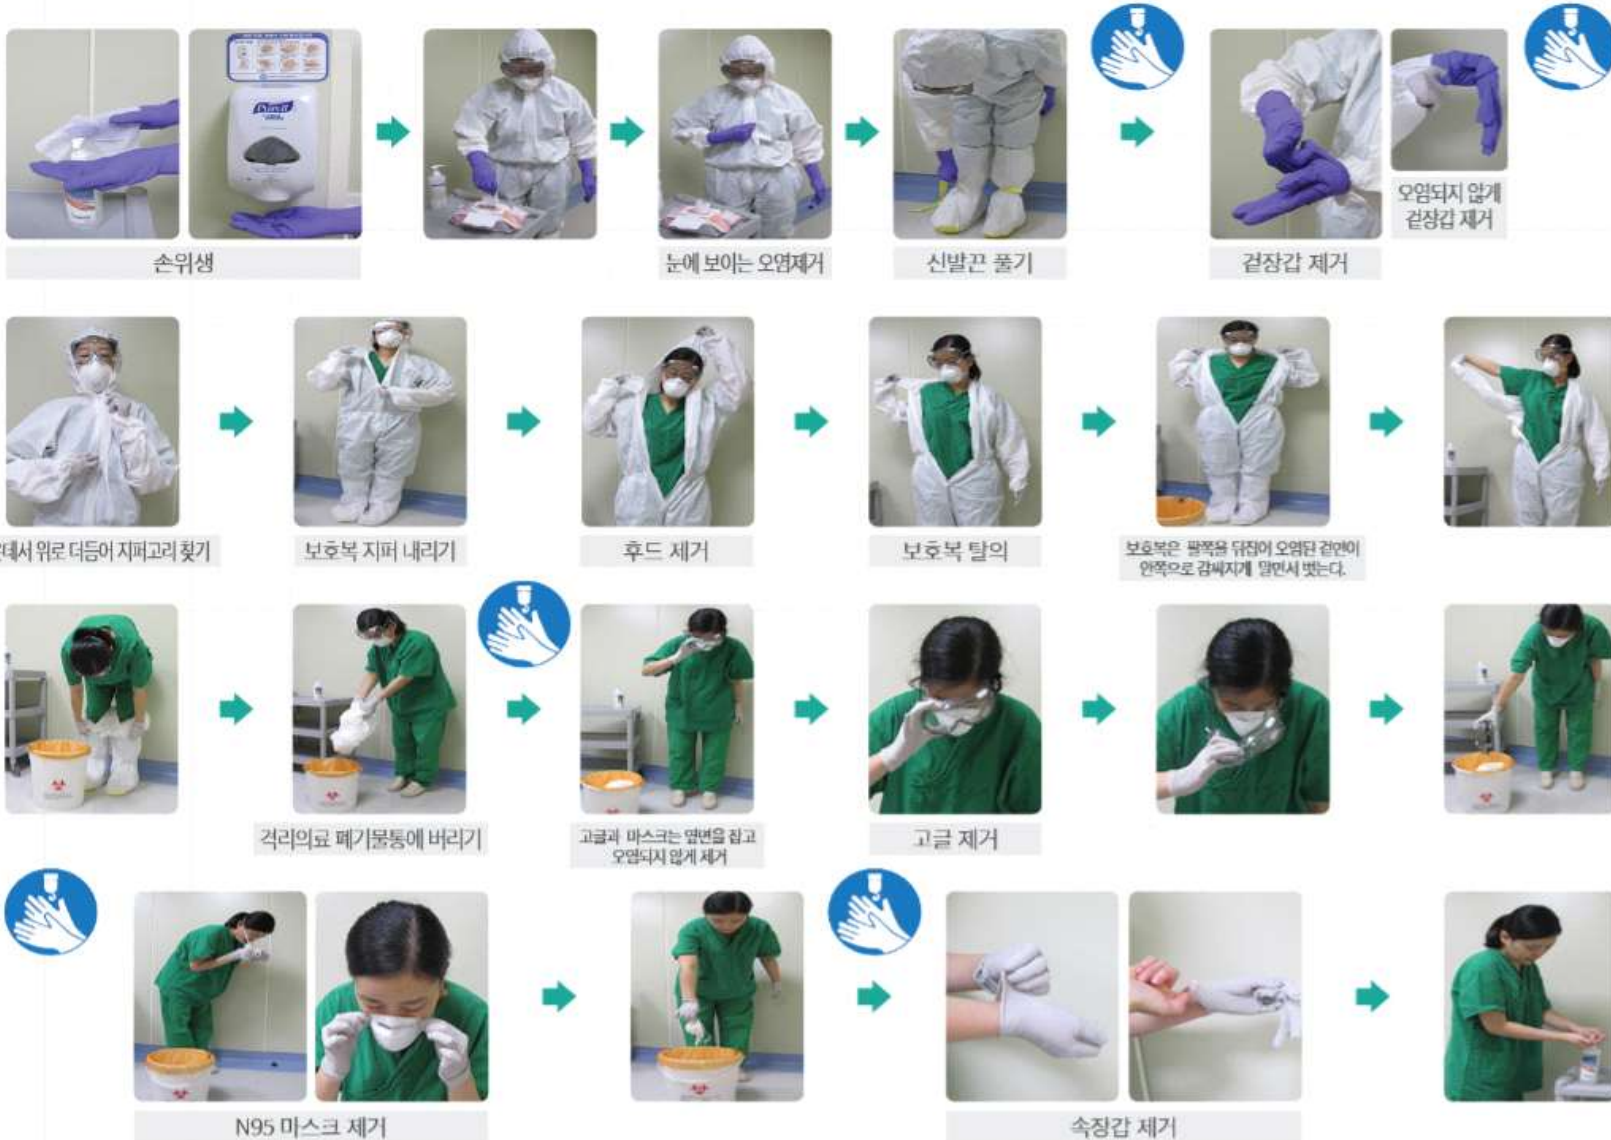 손위생
눈에 보이는 오염제거
신발끈 풀기
겉장갑 제거
오염되지 않게
겉장갑 제거
위로 더듬어 지퍼고리 찾기
보호복 지퍼 내리기
후드 제거
보호복 탈의
보호복은 팔쪽을 뒤집어 오염된 겉면이
안쪽으로 감싸지게 말면서 벗는다.
격리의료 폐기물통에 버리기
고글과 마스크는 옆면을 잡고
오염되지 않게 제거
고글 제거
N95 마스크 제거
속장갑 제거